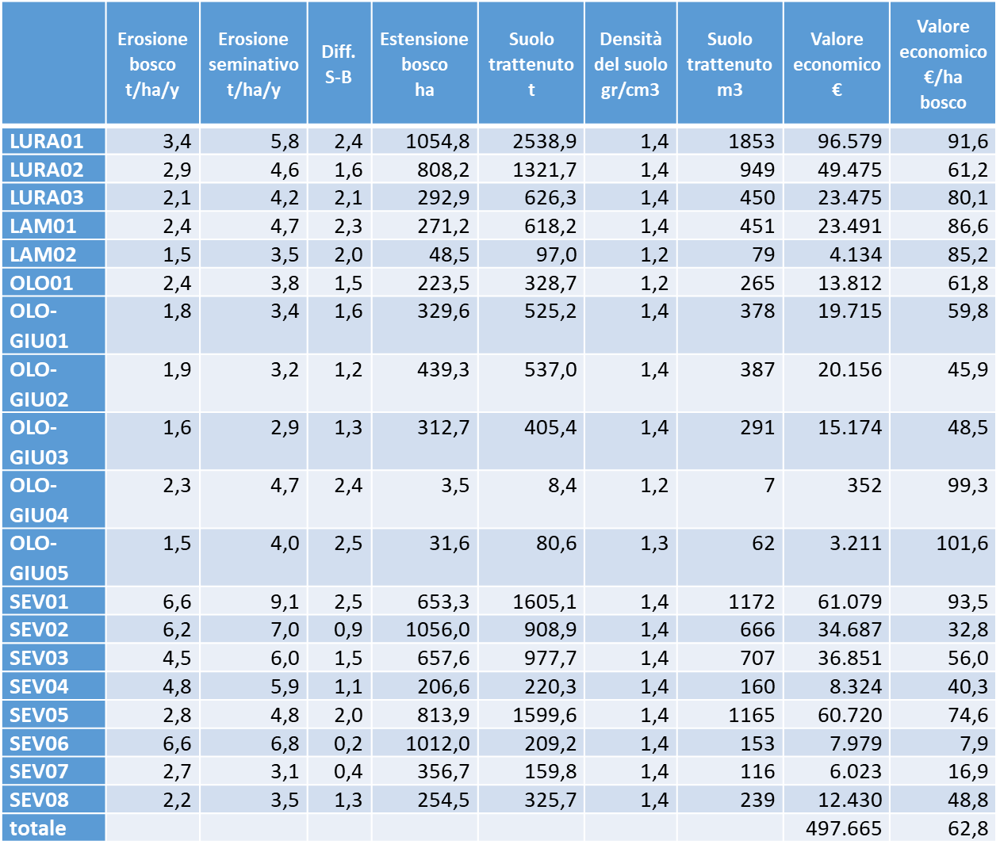 Erosione bosco t/ha/y | Erosione seminativo t/ha/y | Diff. S-B | Estensione bosco ha | Suolo trattenuto t | Densità del suolo gr/cm3 | Suolo trattenuto m3 | Valore economico € | Valore economico €/ha bosco
LURA01 3,4 5,8 2,4 1054,8 2538,9 1,4 1853 96.579 91,6
LURA02 2,9 4,6 1,6 808,2 1321,7 1,4 949 49.475 61,2
LURA03 2,1 4,2 2,1 292,9 626,3 1,4 450 23.475 80,1
LAM01 2,4 4,7 2,3 271,2 618,2 1,4 451 23.491 86,6
LAM02 1,5 3,5 2,0 48,5 97,0 1,2 79 4.134 85,2
OLO01 2,4 3,8 1,5 223,5 328,7 1,2 265 13.812 61,8
OLO-GIU01 1,8 3,4 1,6 329,6 525,2 1,4 378 19.715 59,8
OLO-GIU02 1,9 3,2 1,2 439,3 537,0 1,4 387 20.156 45,9
OLO-GIU03 1,6 2,9 1,3 312,7 405,4 1,4 291 15.174 48,5
OLO-GIU04 2,3 4,7 2,4 3,5 8,4 1,2 7 352 99,3
OLO-GIU05 1,5 4,0 2,5 31,6 80,6 1,3 62 3.211 101,6
SEV01 6,6 9,1 2,5 653,3 1605,1 1,4 1172 61.079 93,5
SEV02 6,2 7,0 0,9 1056,0 908,9 1,4 666 34.687 32,8
SEV03 4,5 6,0 1,5 657,6 977,7 1,4 707 36.851 56,0
SEV04 4,8 5,9 1,1 206,6 220,3 1,4 160 8.324 40,3
SEV05 2,8 4,8 2,0 813,9 1599,6 1,4 1165 60.720 74,6
SEV06 6,6 6,8 0,2 1012,0 209,2 1,4 153 7.979 7,9
SEV07 2,7 3,1 0,4 356,7 159,8 1,4 116 6.023 16,9
SEV08 2,2 3,5 1,3 254,5 325,7 1,4 239 12.430 48,8
totale 497.665 62,8